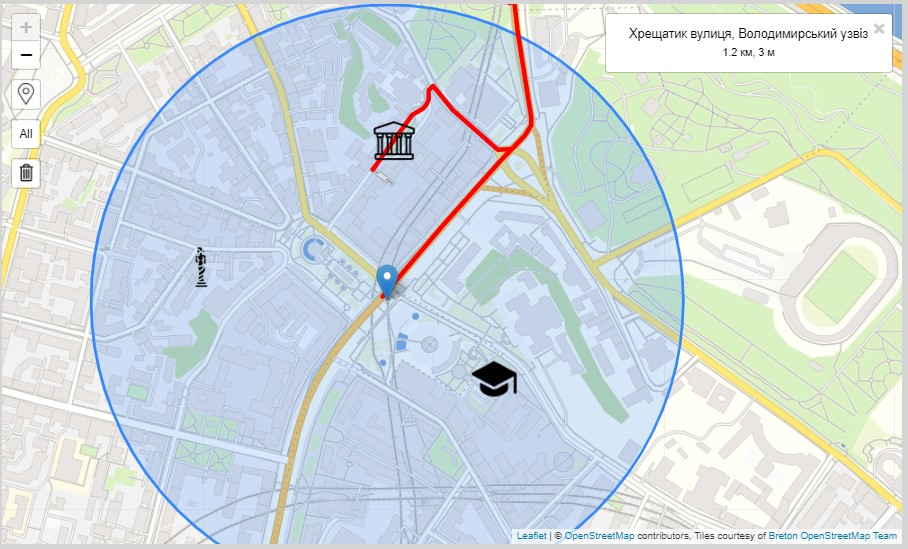 +
Хрещатик вулиця, Володимирський узвіз ×
1.2 км, 3 м
−
All
Leaflet | © OpenStreetMap contributors, Tiles courtesy of Breton OpenStreetMap Team